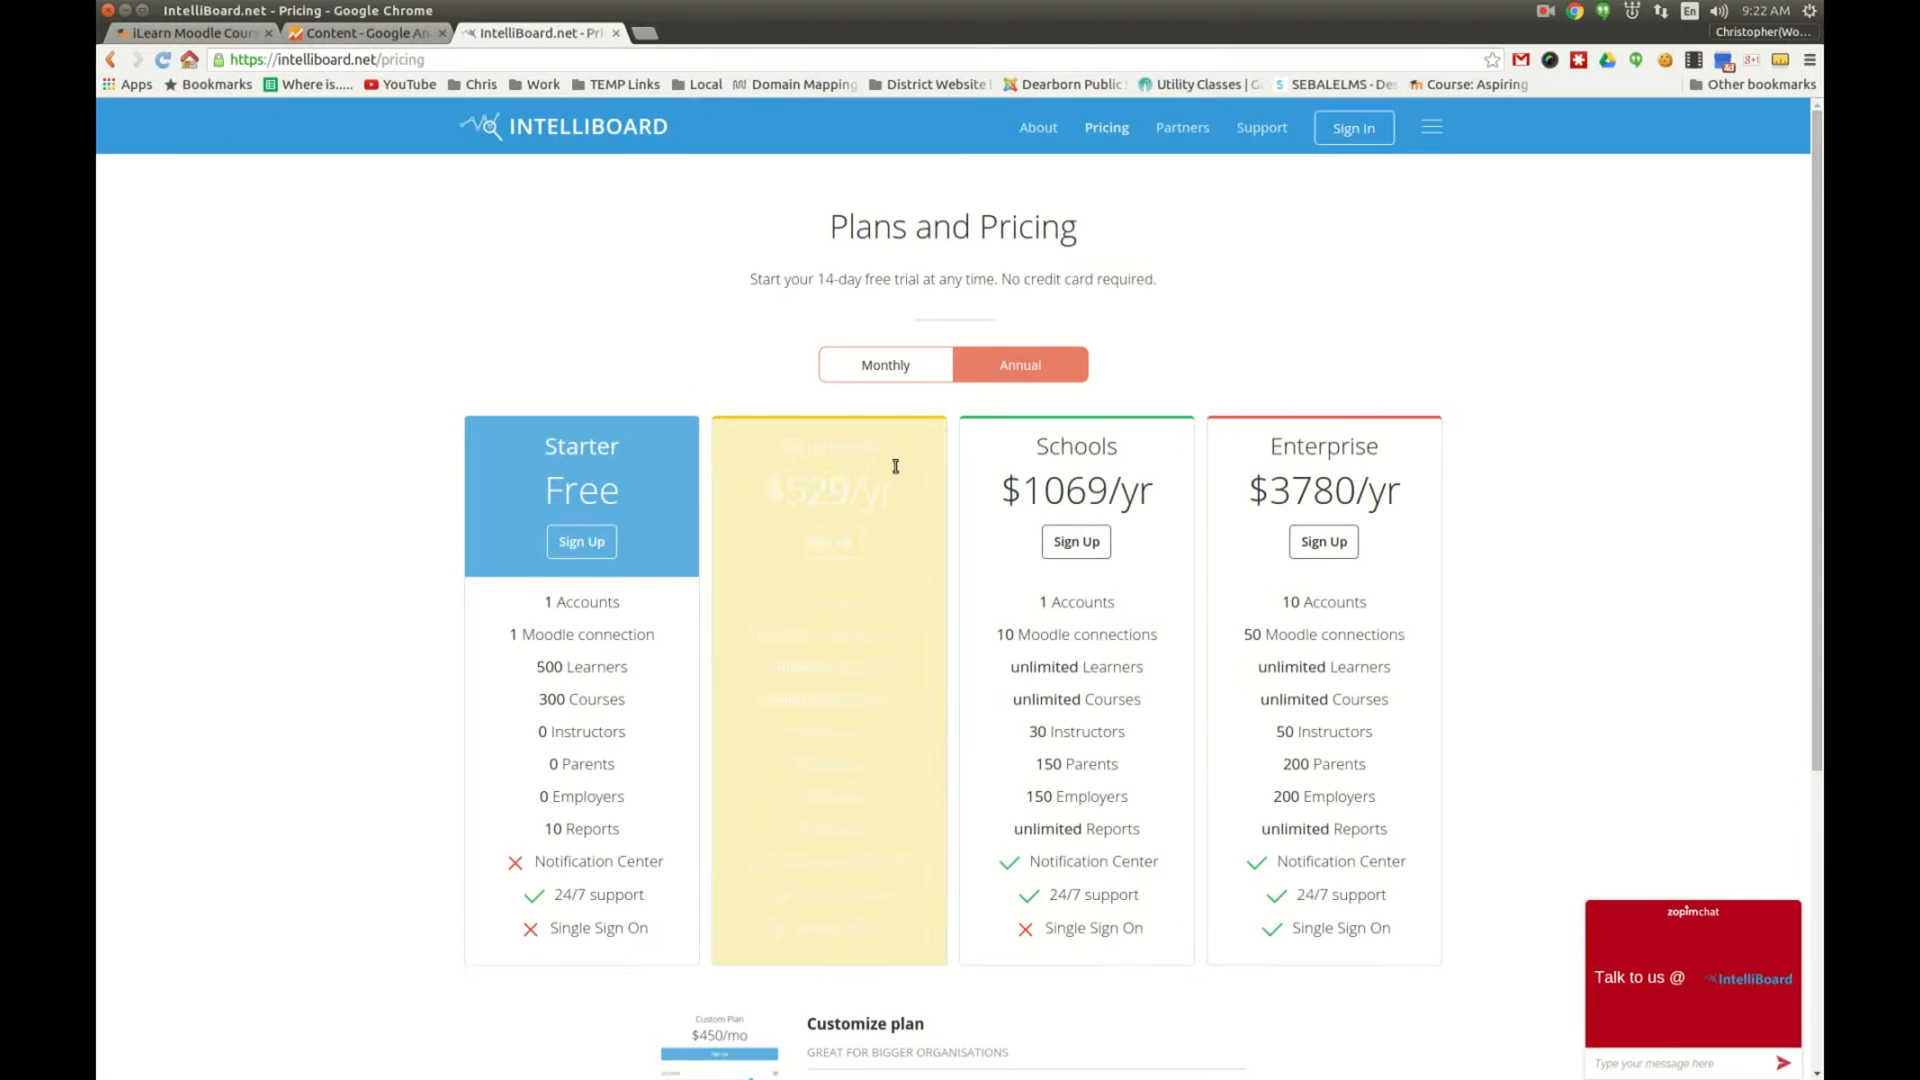 IntelliBoard.net - Pricing - Google Chrome
En
9:22 AM
iLearn Moodle Cour
Content - Google An
IntelliBoard.net - Pri
Christopher(Wo...
https://intelliboard.net/pricing
Apps
Bookmarks
Where is.....
YouTube
Chris
Work
TEMP Links
Local
Domain Mapping
District Website
Dearborn Public
Utility Classes | G
SEBALELMS - De
Course: Aspiring
Other bookmarks
INTELLIBOARD
About
Pricing
Partners
Support
Sign In
Plans and Pricing
Start your 14-day free trial at any time. No credit card required.
Monthly
Annual
Starter
Free
Sign Up
1 Accounts
1 Moodle connection
500 Learners
300 Courses
0 Instructors
0 Parents
0 Employers
10 Reports
Notification Center
24/7 support
Single Sign On
$529/yr
Schools
$1069/yr
Sign Up
1 Accounts
10 Moodle connections
unlimited Learners
unlimited Courses
30 Instructors
150 Parents
150 Employers
unlimited Reports
Notification Center
24/7 support
Single Sign On
Enterprise
$3780/yr
Sign Up
10 Accounts
50 Moodle connections
unlimited Learners
unlimited Courses
50 Instructors
200 Parents
200 Employers
unlimited Reports
Notification Center
24/7 support
Single Sign On
Custom Plan
$450/mo
Customize plan
GREAT FOR BIGGER ORGANISATIONS
zopimchat
Talk to us @ IntelliBoard
Type your message here